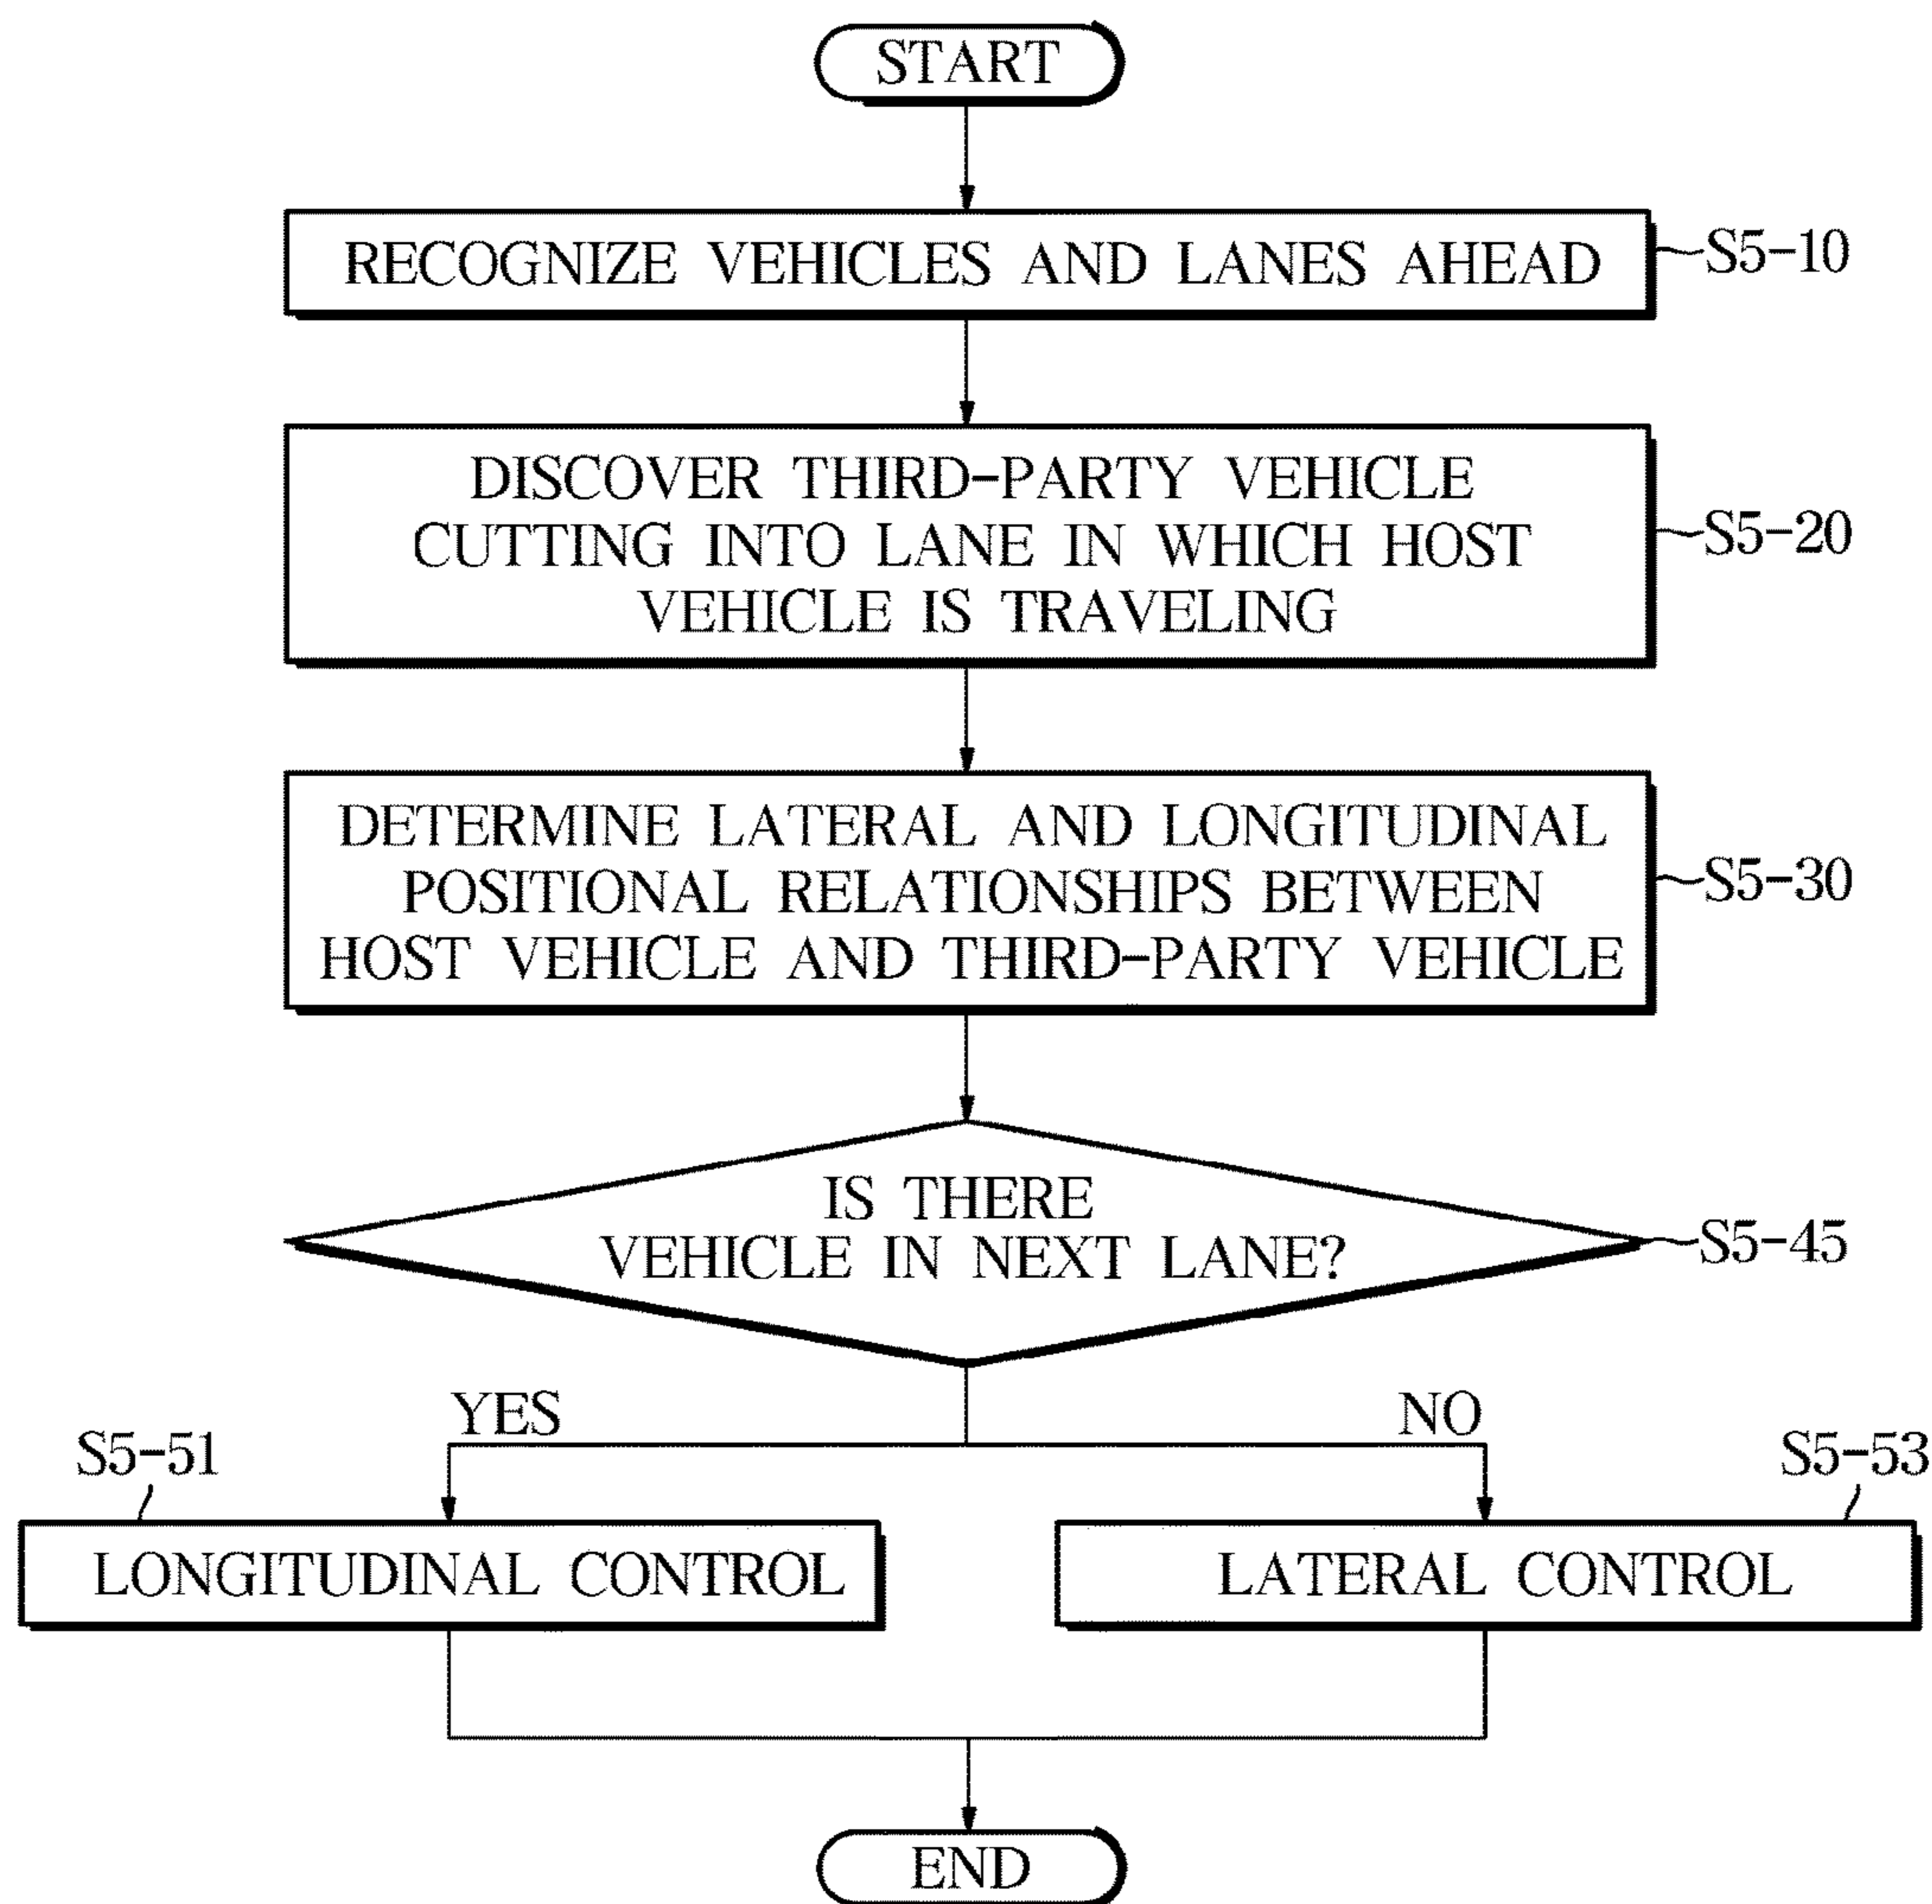 START
RECOGNIZE VEHICLES AND LANES AHEAD
S5-10
DISCOVER THIRD-PARTY VEHICLE
CUTTING INTO LANE IN WHICH HOST
VEHICLE IS TRAVELING
S5-20
DETERMINE LATERAL AND LONGITUDINAL
POSITIONAL RELATIONSHIPS BETWEEN
HOST VEHICLE AND THIRD-PARTY VEHICLE
S5-30
IS THERE
VEHICLE IN NEXT LANE?
S5-45
YES
NO
S5-51
S5-53
LONGITUDINAL CONTROL
LATERAL CONTROL
END